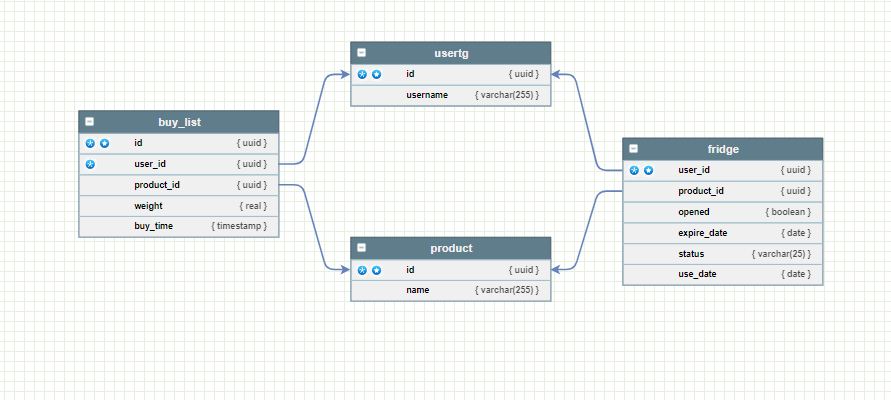 usertg
id { uuid }
username { varchar(255) }
buy_list
id { uuid }
user_id { uuid }
product_id { uuid }
weight { real }
buy_time { timestamp }
fridge
user_id { uuid }
product_id { uuid }
opened { boolean }
expire_date { date }
status { varchar(25) }
use_date { date }
product
id { uuid }
name { varchar(255) }